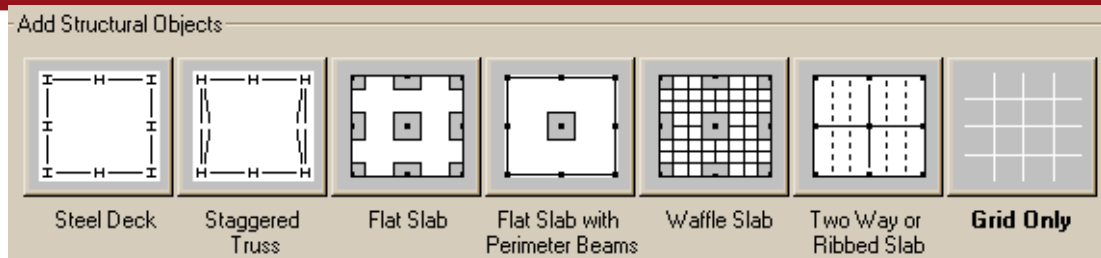 Add Structural Objects
Steel Deck
Staggered
Truss
Flat Slab
Flat Slab with
Perimeter Beams
Waffle Slab
Two Way or
Ribbed Slab
Grid Only